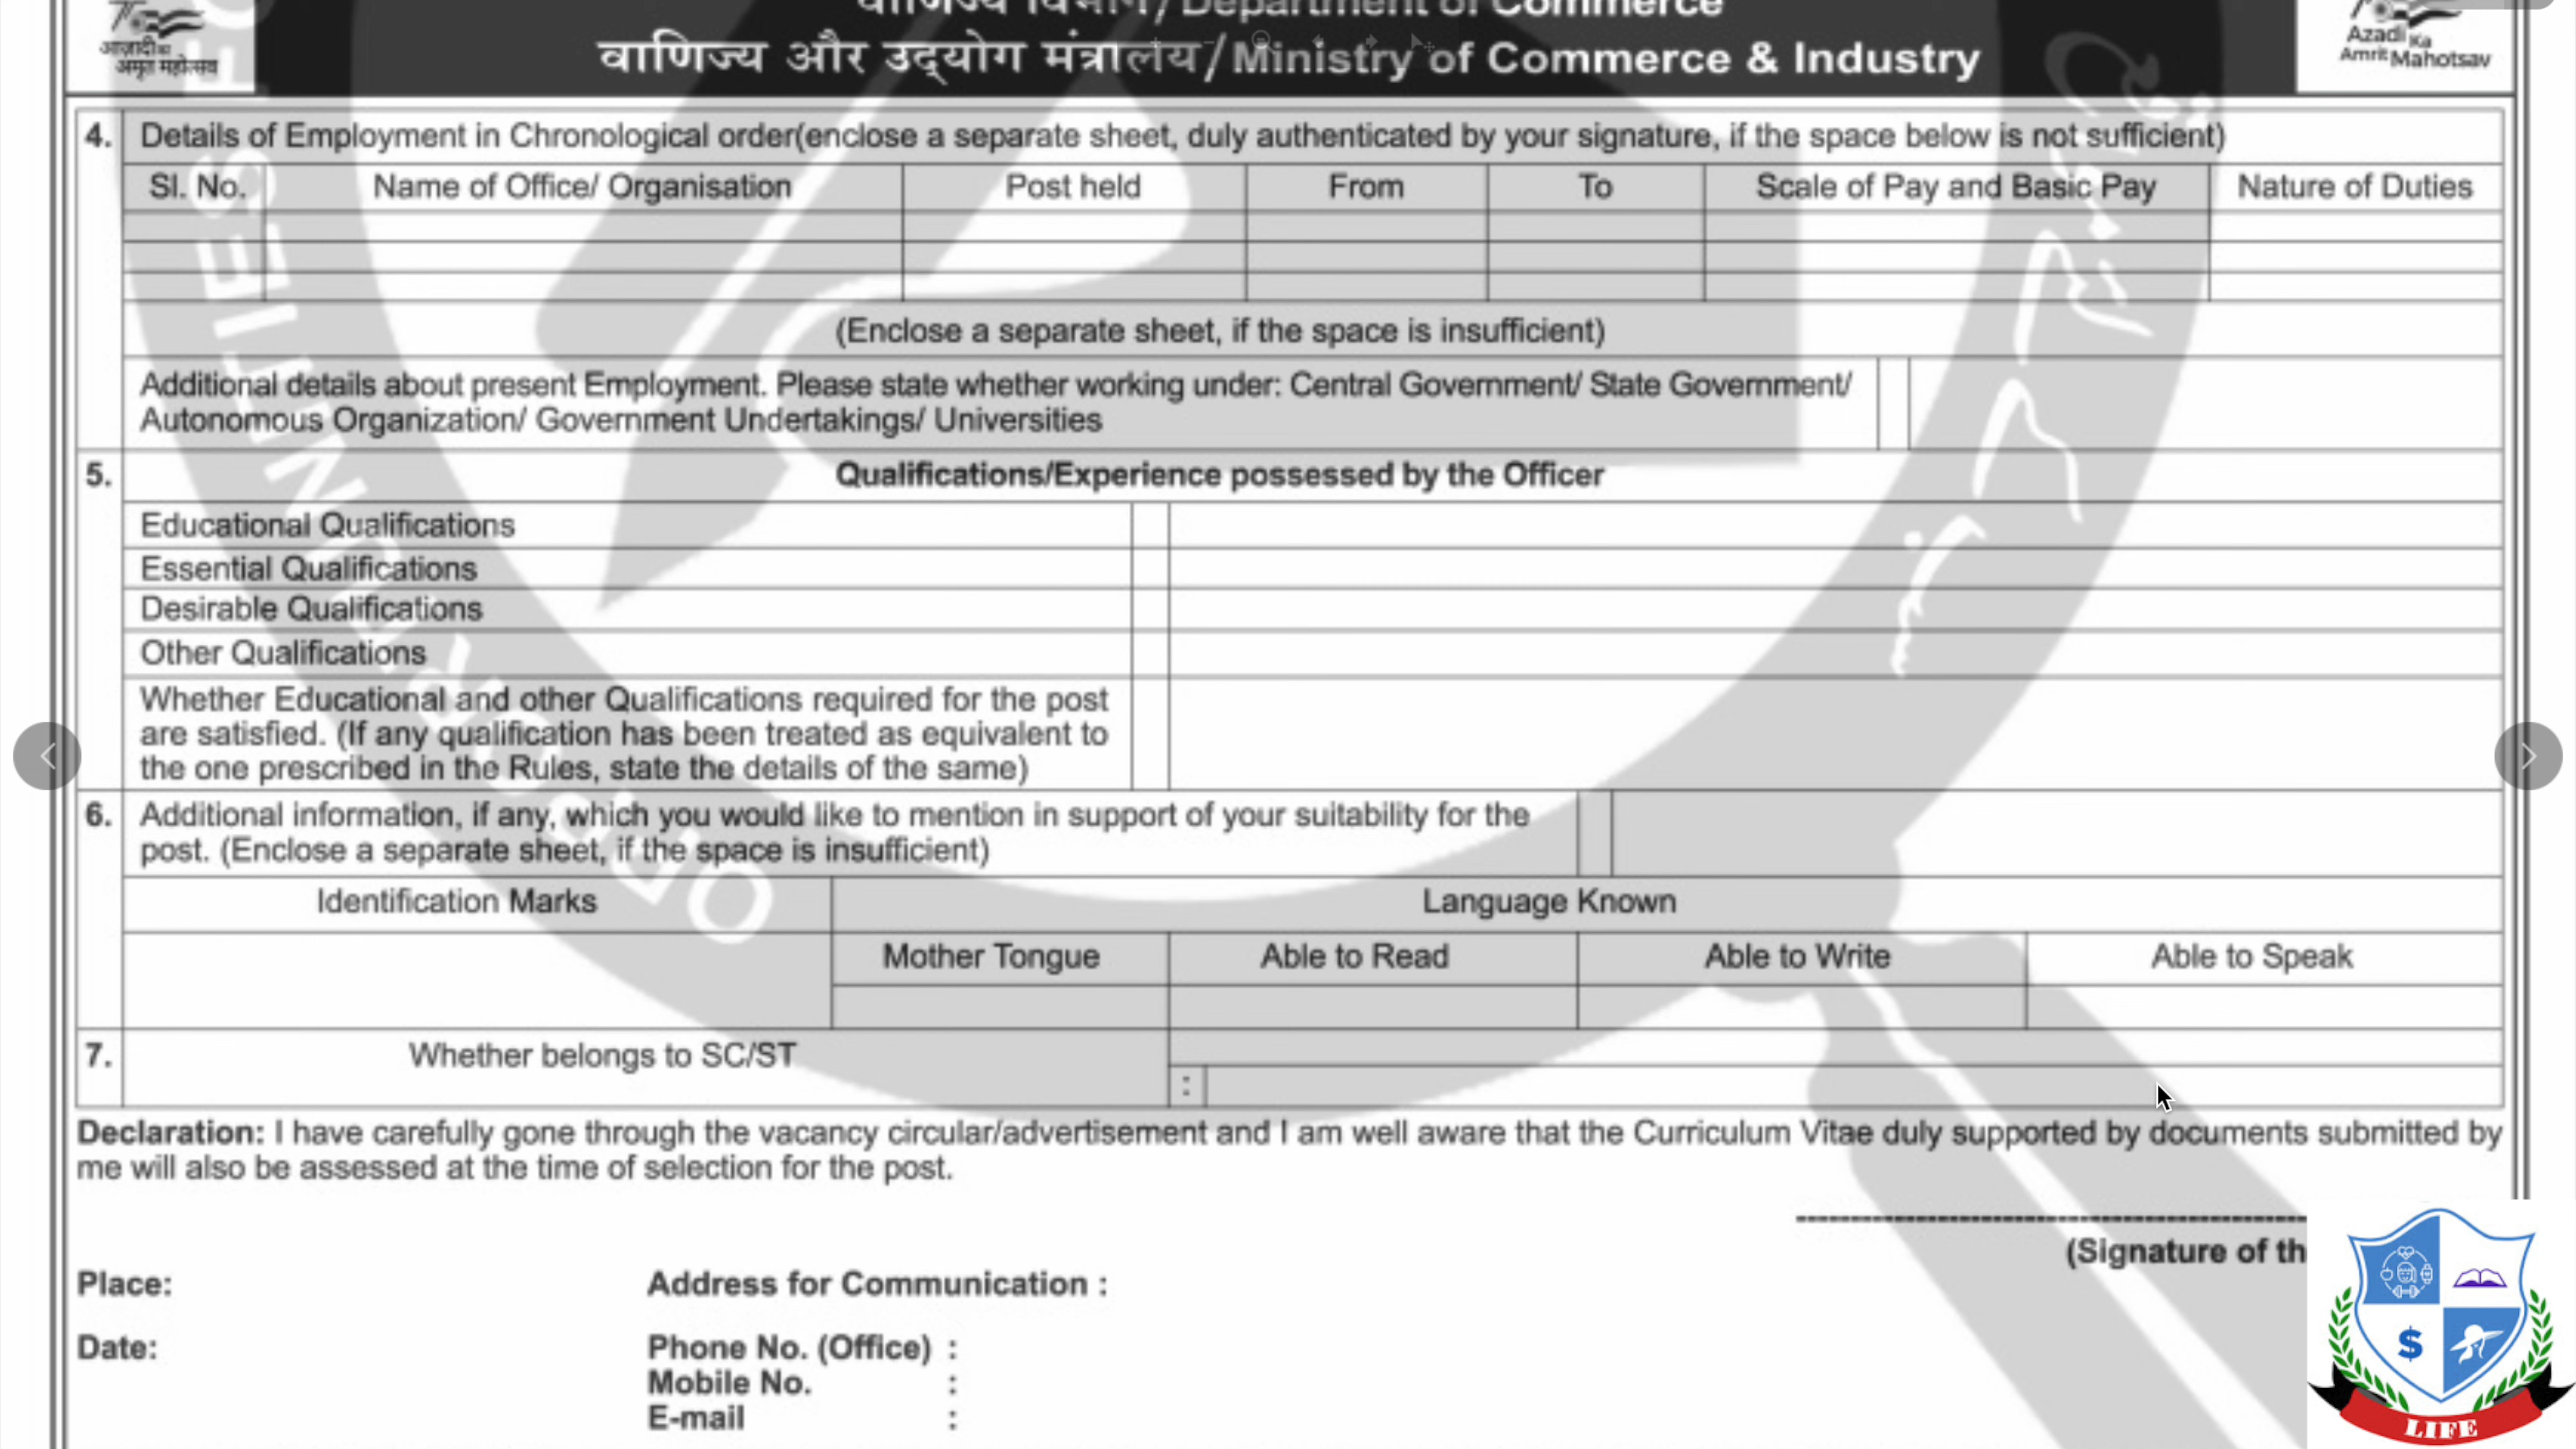 वाणिज्य विभाग/Department of Commerce
वाणिज्य और उद्योग मंत्रालय/Ministry of Commerce & Industry
आज़ादी का
अमृत महोत्सव
Azadi Ka
Amrit Mahotsav
4. Details of Employment in Chronological order(enclose a separate sheet, duly authenticated by your signature, if the space below is not sufficient)
Sl. No. Name of Office/ Organisation Post held From To Scale of Pay and Basic Pay Nature of Duties
(Enclose a separate sheet, if the space is insufficient)
Additional details about present Employment. Please state whether working under: Central Government/ State Government/
Autonomous Organization/ Government Undertakings/ Universities
5. Qualifications/Experience possessed by the Officer
Educational Qualifications
Essential Qualifications
Desirable Qualifications
Other Qualifications
Whether Educational and other Qualifications required for the post
are satisfied. (If any qualification has been treated as equivalent to
the one prescribed in the Rules, state the details of the same)
6. Additional information, if any, which you would like to mention in support of your suitability for the
post. (Enclose a separate sheet, if the space is insufficient)
Identification Marks Language Known
Mother Tongue Able to Read Able to Write Able to Speak
7. Whether belongs to SC/ST
:
Declaration: I have carefully gone through the vacancy circular/advertisement and I am well aware that the Curriculum Vitae duly supported by documents submitted by
me will also be assessed at the time of selection for the post.
(Signature of th
Place: Address for Communication :
Date: Phone No. (Office) :
Mobile No. :
E-mail :
$
LIFE